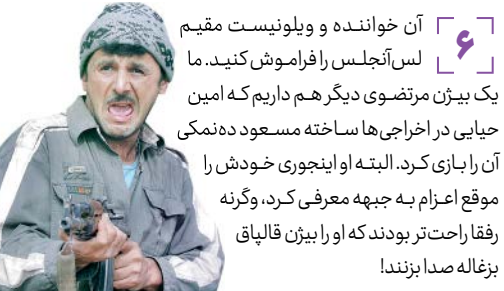 ۶
آن خواننده و ویلونیست مقیم
لس‌آنجلس را فراموش کنید. ما
یک بیژن مرتضوی دیگر هم داریم که امین
حیایی در اخراجی‌ها ساخته مسعود ده‌نمکی
آن را بازی کرد. البته او اینجوری خودش را
موقع اعزام به جبهه معرفی کرد، وگرنه
رفقا راحت‌تر بودند که او را بیژن قالپاق
بزغاله صدا بزنند!